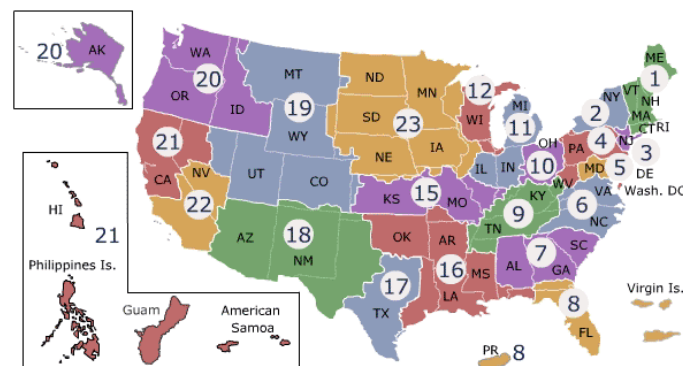 20
AK
WA
OR
ID
20
MT
19
WY
UT
CO
ND
MN
SD
23
NE
IA
12
WI
MI
11
ME
1
VT
NH
MA
CT
RI
NY
2
NJ
3
PA
4
MD
5
DE
Wash. DC
OH
10
IL
IN
WV
VA
6
NC
21
CA
NV
22
AZ
18
NM
KS
15
MO
KY
9
TN
OK
AR
16
LA
MS
17
TX
7
AL
GA
SC
8
FL
HI
21
Philippines Is.
Guam
American
Samoa
PR
8
Virgin Is.